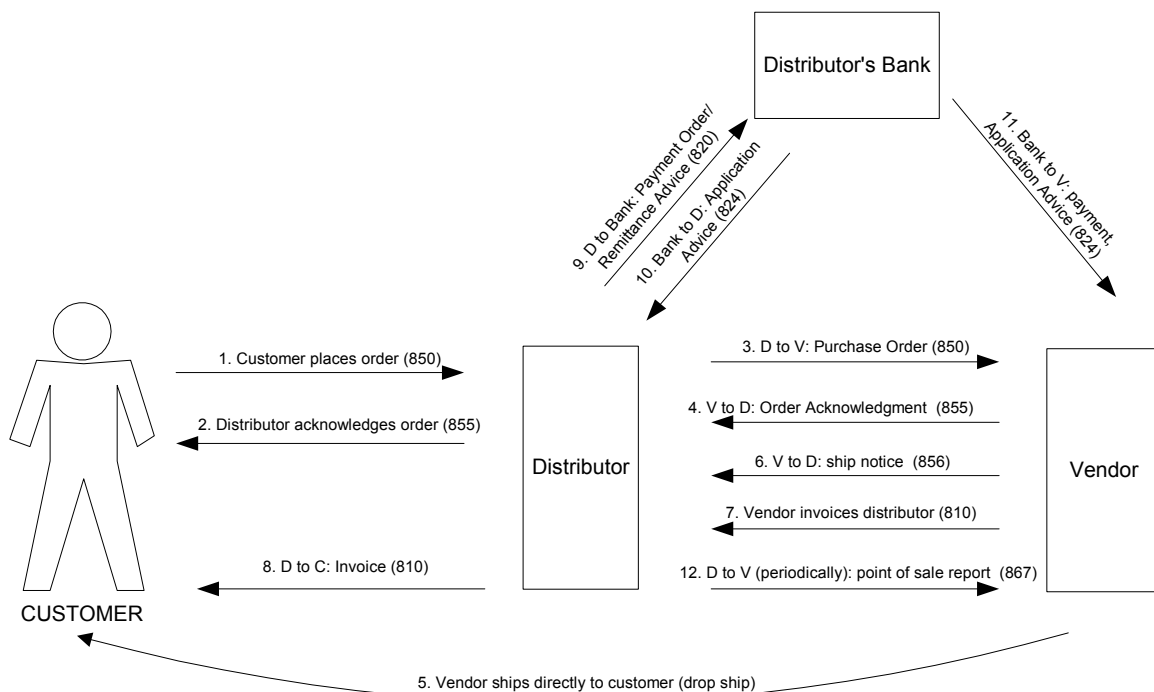 Distributor's Bank
9. D to Bank: Payment Order/
Remittance Advice (820)
10. Bank to D: Application
Advice (824)
11. Bank to V: payment,
Application Advice (824)
1. Customer places order (850)
2. Distributor acknowledges order (855)
8. D to C: Invoice (810)
CUSTOMER
Distributor
3. D to V: Purchase Order (850)
4. V to D: Order Acknowledgment (855)
6. V to D: ship notice (856)
7. Vendor invoices distributor (810)
12. D to V (periodically): point of sale report (867)
Vendor
5. Vendor ships directly to customer (drop ship)